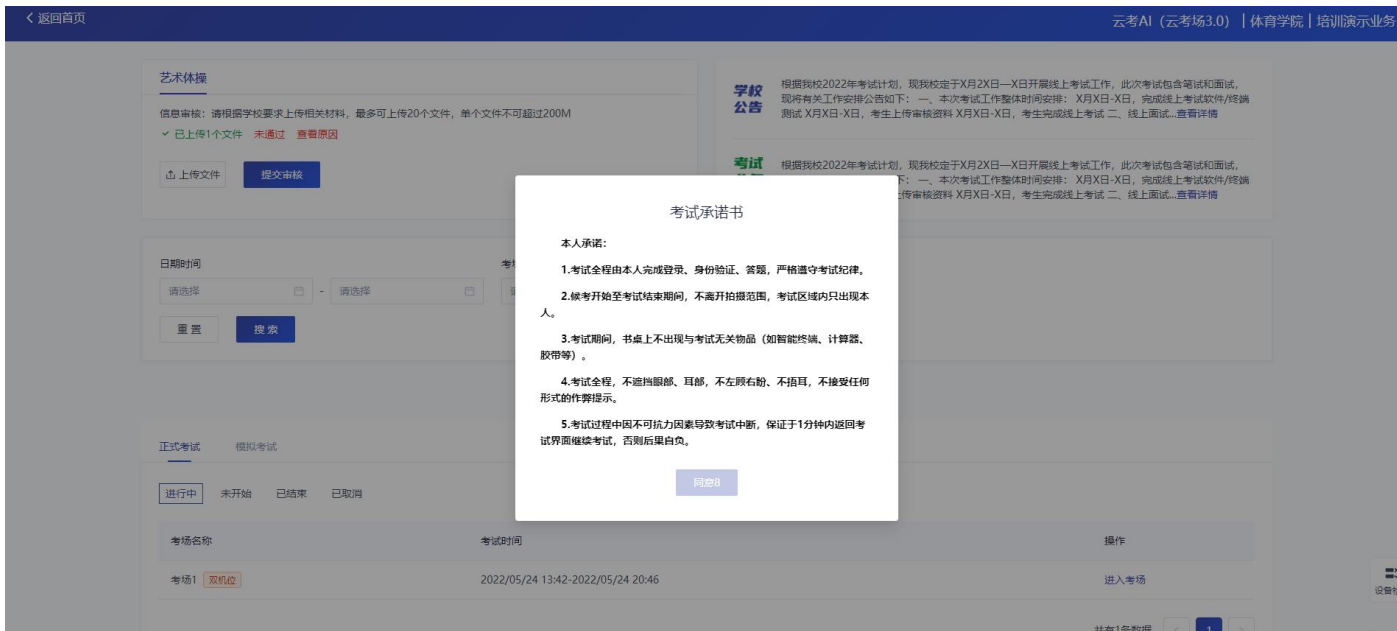 返回首页
云考AI（云考场3.0） | 体育学院 | 培训演示业务
艺术体操
信息审核：请根据学校要求上传相关材料，最多可上传20个文件，单个文件不可超过200M
已上传1个文件 未通过 查看原因
上传文件 提交审核
学校
公告
根据我校2022年考试计划，现我校定于X月2X日—X日开展线上考试工作，此次考试包含笔试和面试，
现将有关工作安排公告如下： 一、本次考试工作整体时间安排： X月X日-X日，完成线上考试软件/终端
测试 X月X日-X日，考生上传审核资料 X月X日-X日，考生完成线上考试 二、线上面试...查看详情
考试
根据我校2022年考试计划，现我校定于X月2X日—X日开展线上考试工作，此次考试包含笔试和面试，
下： 一、本次考试工作整体时间安排： X月X日-X日，完成线上考试软件/终端
上传审核资料 X月X日-X日，考生完成线上考试 二、线上面试...查看详情
考试承诺书
本人承诺：
1.考试全程由本人完成登录、身份验证、答题，严格遵守考试纪律。
2.候考开始至考试结束期间，不离开拍摄范围，考试区域内只出现本
人。
3.考试期间，书桌上不出现与考试无关物品（如智能终端、计算器、
胶带等）。
4.考试全程，不遮挡眼部、耳部，不左顾右盼、不捂耳，不接受任何
形式的作弊提示。
5.考试过程中因不可抗力因素导致考试中断，保证于1分钟内返回考
试界面继续考试，否则后果自负。
同意8
日期时间
请选择 - 请选择
重置 搜索
正式考试 模拟考试
进行中 未开始 已结束 已取消
考场名称 考试时间 操作
考场1 双机位 2022/05/24 13:42-2022/05/24 20:46 进入考场
设备
共有1条数据 < 1 >